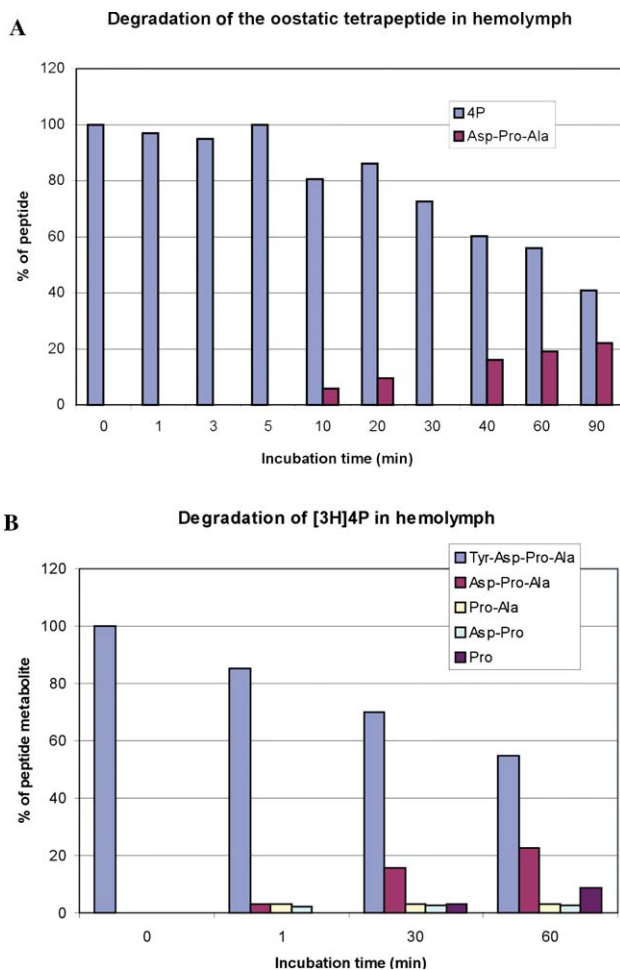 A
Degradation of the oostatic tetrapeptide in hemolymph
120
100
80
60
40
20
0
% of peptide
4P
Asp-Pro-Ala
0 1 3 5 10 20 30 40 60 90
Incubation time (min)
B
Degradation of [3H]4P in hemolymph
120
100
80
60
40
20
0
% of peptide metabolite
Tyr-Asp-Pro-Ala
Asp-Pro-Ala
Pro-Ala
Asp-Pro
Pro
0 1 30 60
Incubation time (min)